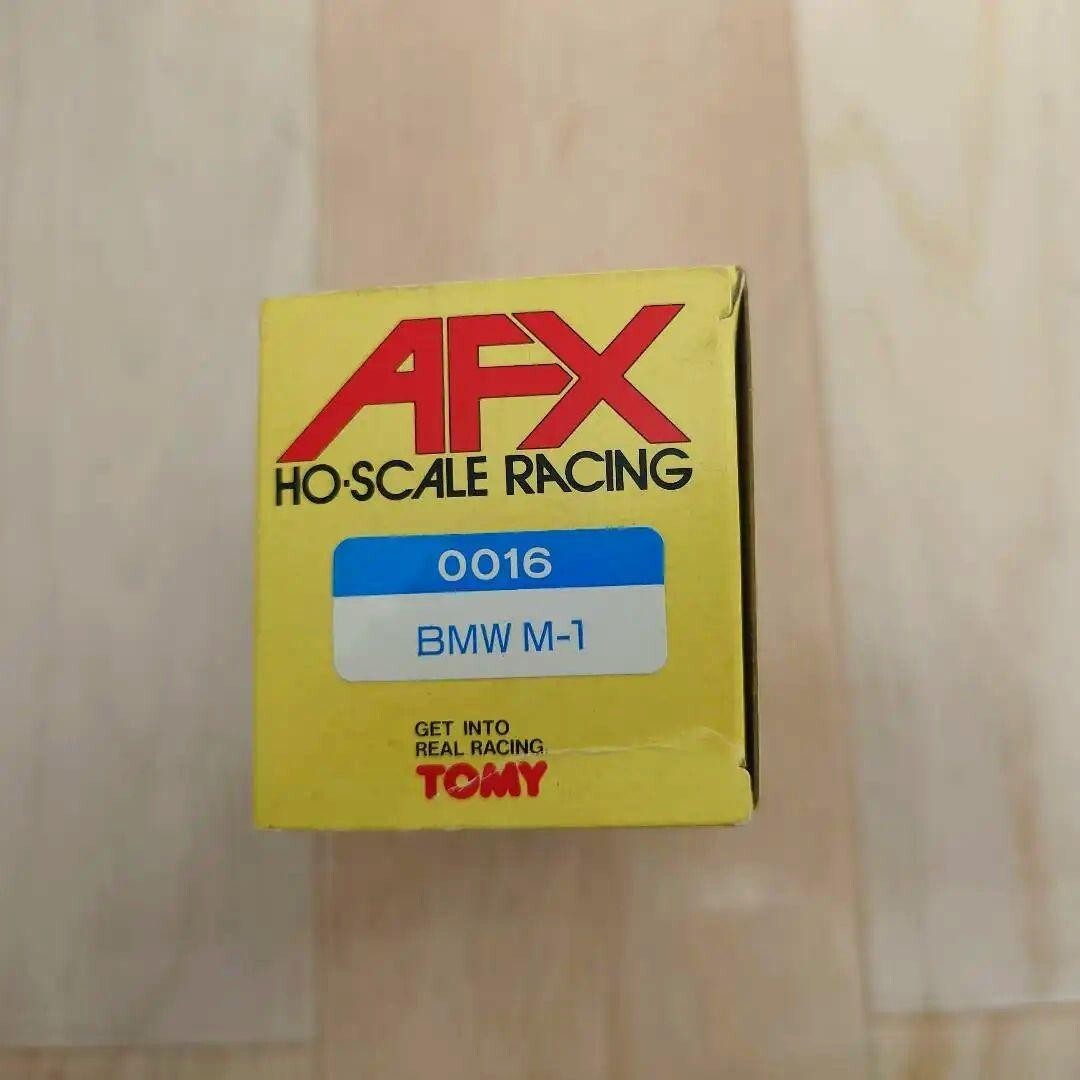 AFX
HO·SCALE RACING
0016
BMW M-1
GET INTO
REAL RACING
TOMY